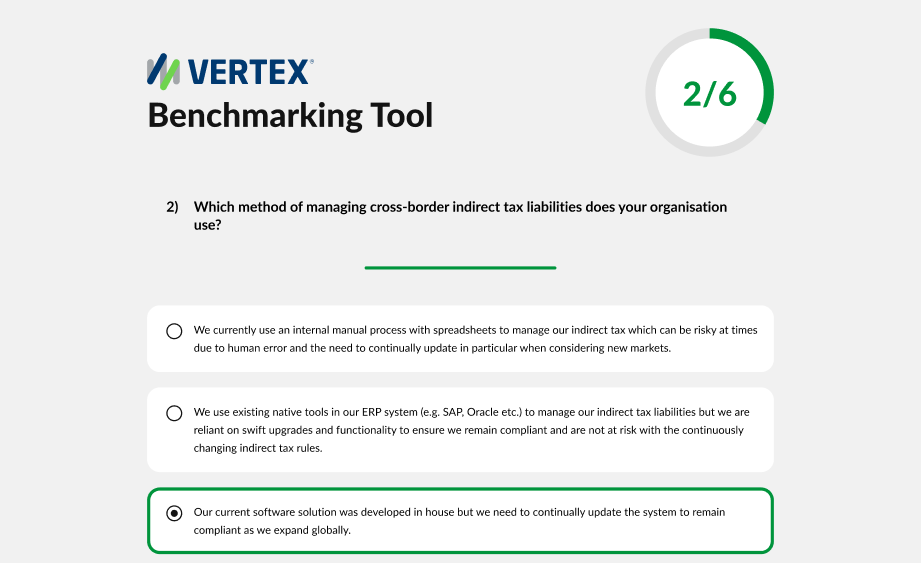 VERTEX®
Benchmarking Tool
2/6
2) Which method of managing cross-border indirect tax liabilities does your organisation
use?
We currently use an internal manual process with spreadsheets to manage our indirect tax which can be risky at times
due to human error and the need to continually update in particular when considering new markets.
We use existing native tools in our ERP system (e.g. SAP, Oracle etc.) to manage our indirect tax liabilities but we are
reliant on swift upgrades and functionality to ensure we remain compliant and are not at risk with the continuously
changing indirect tax rules.
Our current software solution was developed in house but we need to continually update the system to remain
compliant as we expand globally.